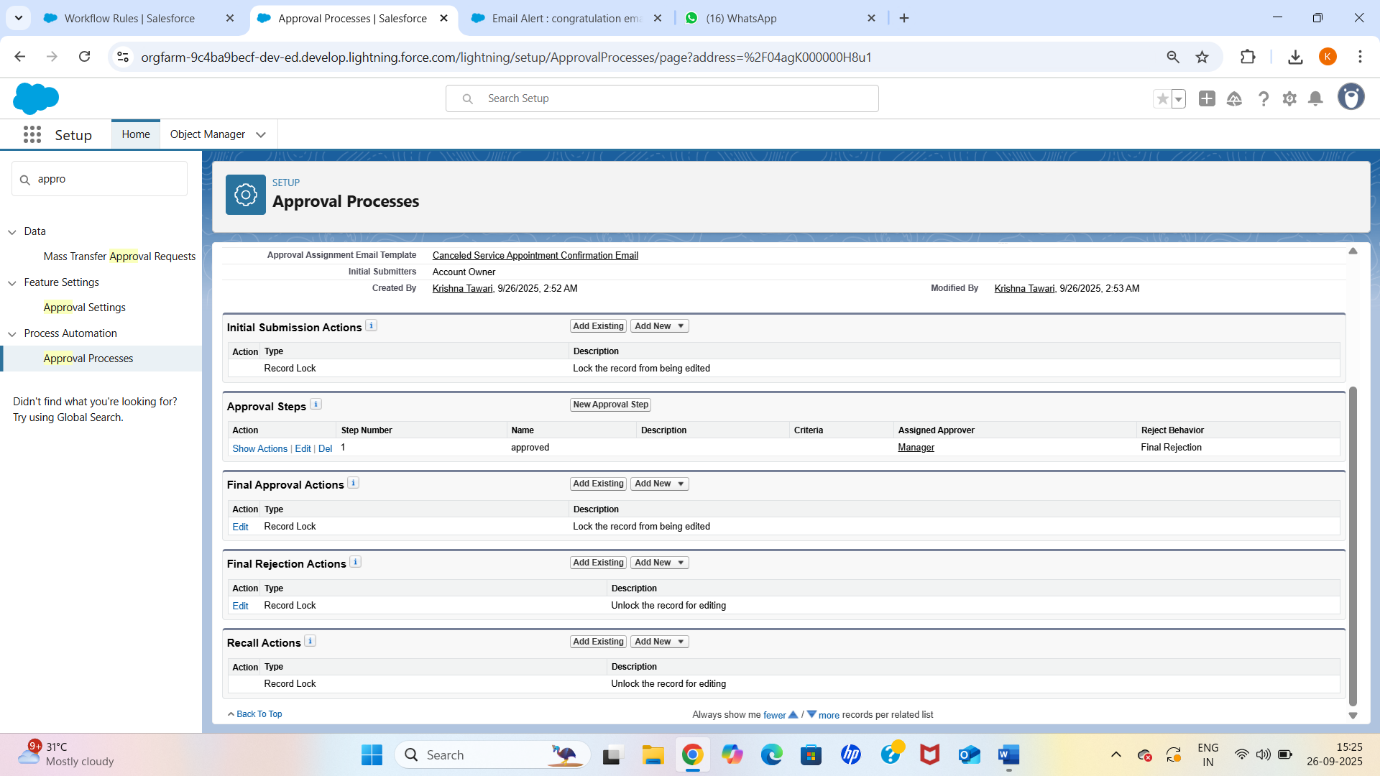 Workflow Rules | Salesforce
Approval Processes | Salesforce
Email Alert : congratulation em
(16) WhatsApp
orgfarm-9c4ba9becf-dev-ed.develop.lightning.force.com/lightning/setup/ApprovalProcesses/page?address=%2F04agK000000H8u1
K
Search Setup
Setup
Home
Object Manager
appro
Data
Mass Transfer Approval Requests
Feature Settings
Approval Settings
Process Automation
Approval Processes
Didn't find what you're looking for?
Try using Global Search.
SETUP
Approval Processes
Approval Assignment Email Template Canceled Service Appointment Confirmation Email
Initial Submitters Account Owner
Created By Krishna Tawari, 9/26/2025, 2:52 AM Modified By Krishna Tawari, 9/26/2025, 2:53 AM
Initial Submission Actions i Add Existing Add New
Action Type Description
Record Lock Lock the record from being edited
Approval Steps i New Approval Step
Action Step Number Name Description Criteria Assigned Approver Reject Behavior
Show Actions | Edit | Del 1 approved Manager Final Rejection
Final Approval Actions i Add Existing Add New
Action Type Description
Edit Record Lock Lock the record from being edited
Final Rejection Actions i Add Existing Add New
Action Type Description
Edit Record Lock Unlock the record for editing
Recall Actions i Add Existing Add New
Action Type Description
Record Lock Unlock the record for editing
Back To Top Always show me fewer / more records per related list
9+ 31°C
Mostly cloudy
Search
ENG
IN
15:25
26-09-2025